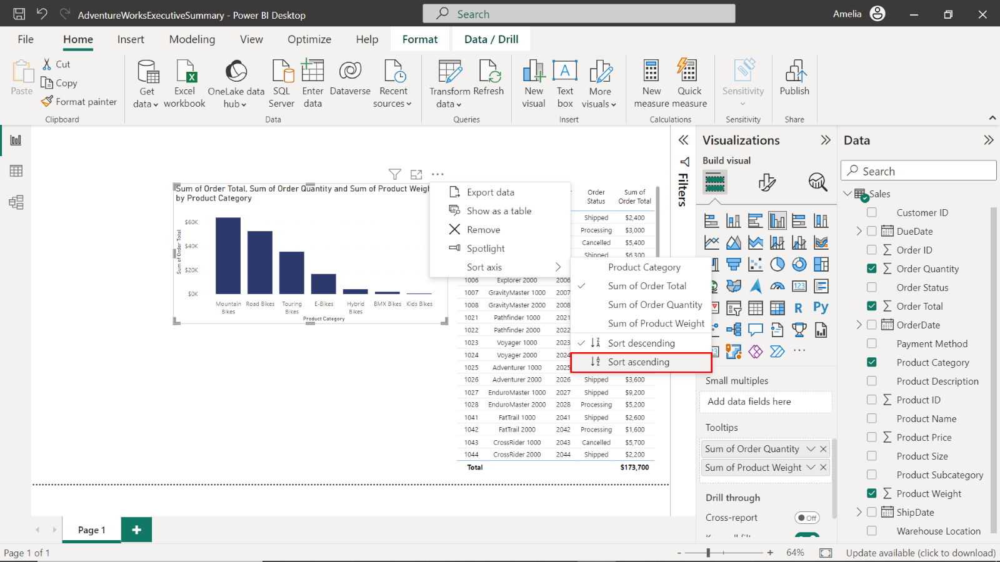 AdventureWorksExecutiveSummary - Power BI Desktop
Search
Amelia
File
Home
Insert
Modeling
View
Optimize
Help
Format
Data / Drill
Paste
Cut
Copy
Format painter
Clipboard
Get data
Excel workbook
OneLake data hub
SQL Server
Enter data
Dataverse
Recent sources
Data
Transform data
Refresh
Queries
New visual
Text box
More visuals
Insert
New measure
Quick measure
Calculations
Sensitivity
Sensitivity
Publish
Share
Sum of Order Total, Sum of Order Quantity and Sum of Product Weigh
by Product Category
Sum of Order Total
$60K
$40K
$20K
$0K
Mountain Bikes
Road Bikes
Touring Bikes
E-Bikes
Hybrid Bikes
BMX Bikes
Kids Bikes
Product Category
Export data
Show as a table
Remove
Spotlight
Sort axis
Product Category
Sum of Order Total
Sum of Order Quantity
Sum of Product Weight
Sort descending
Sort ascending
Order Status
Sum of Order Total
Shipped $2,400
Processing $3,000
Cancelled $5,400
Shipped $6,300
1006 Explorer 2000 2006
1007 GravityMaster 1000 2007
1008 GravityMaster 2000 2008
1021 Pathfinder 1000 2021
1022 Pathfinder 2000 2022
1023 Voyager 1000 2023
1024 Voyager 2000 2024
1025 Adventurer 1000 2025
1026 Adventurer 2000 2026 Shipped $3,600
1027 EnduroMaster 1000 2027 Shipped $9,200
1028 EnduroMaster 2000 2028 Processing $5,200
1041 FatTrail 1000 2041 Shipped $2,600
1042 FatTrail 2000 2042 Processing $1,600
1043 CrossRider 1000 2043 Cancelled $5,700
1044 CrossRider 2000 2044 Shipped $2,200
Total $173,700
Filters
Visualizations
Build visual
123
R
Py
Small multiples
Add data fields here
Tooltips
Sum of Order Quantity
Sum of Product Weight
Drill through
Cross-report
Off
Data
Search
Sales
Customer ID
DueDate
Order ID
Order Quantity
Order Status
Order Total
OrderDate
Payment Method
Product Category
Product Description
Product ID
Product Name
Product Price
Product Size
Product Subcategory
Product Weight
ShipDate
Warehouse Location
Page 1
Page 1 of 1
64%
Update available (click to download)